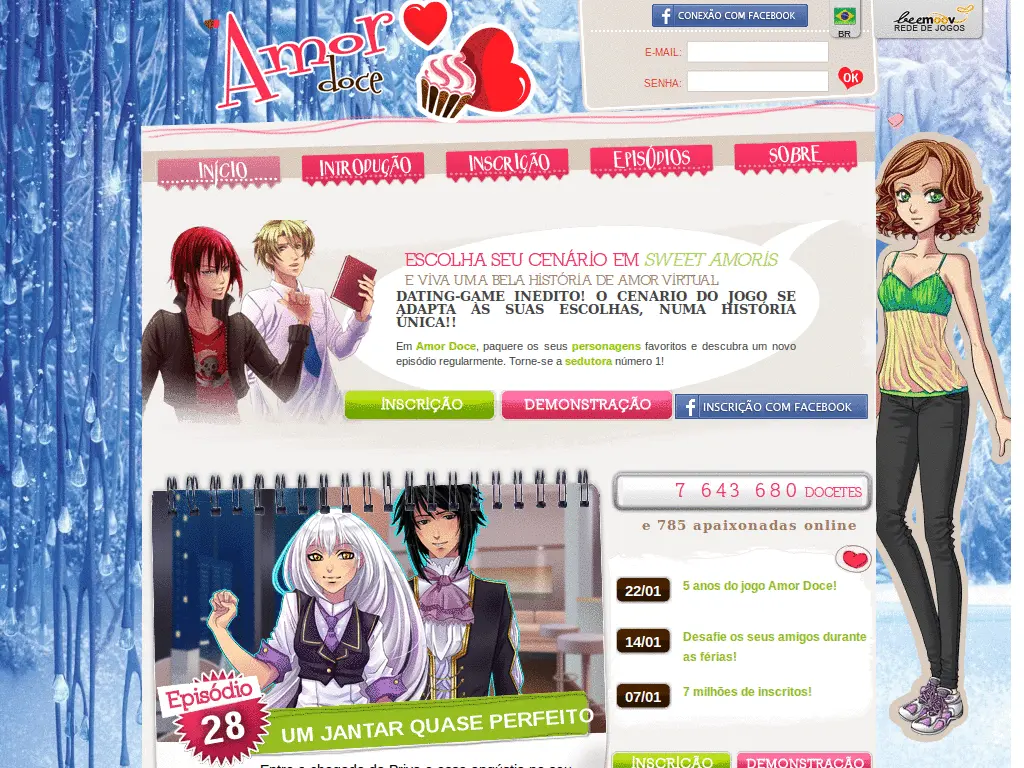 Amor
doce
CONEXÃO COM FACEBOOK
BR
beemoov
REDE DE JOGOS
E-MAIL:
SENHA:
OK
INÍCIO
INTRODUÇÃO
INSCRIÇÃO
EPISÓDIOS
SOBRE
ESCOLHA SEU CENÁRIO EM SWEET AMORIS
E VIVA UMA BELA HISTÓRIA DE AMOR VIRTUAL
DATING-GAME INEDITO! O CENARIO DO JOGO SE
ADAPTA ÀS SUAS ESCOLHAS, NUMA HISTÓRIA
ÚNICA!!
Em Amor Doce, paquere os seus personagens favoritos e descubra um novo
episódio regularmente. Torne-se a sedutora número 1!
INSCRIÇÃO
DEMONSTRAÇÃO
INSCRIÇÃO COM FACEBOOK
7 643 680 DOCETES
e 785 apaixonadas online
22/01
5 anos do jogo Amor Doce!
14/01
Desafie os seus amigos durante
as férias!
07/01
7 milhões de inscritos!
Episódio
28
UM JANTAR QUASE PERFEITO
INSCRIÇÃO
DEMONSTRAÇÃO